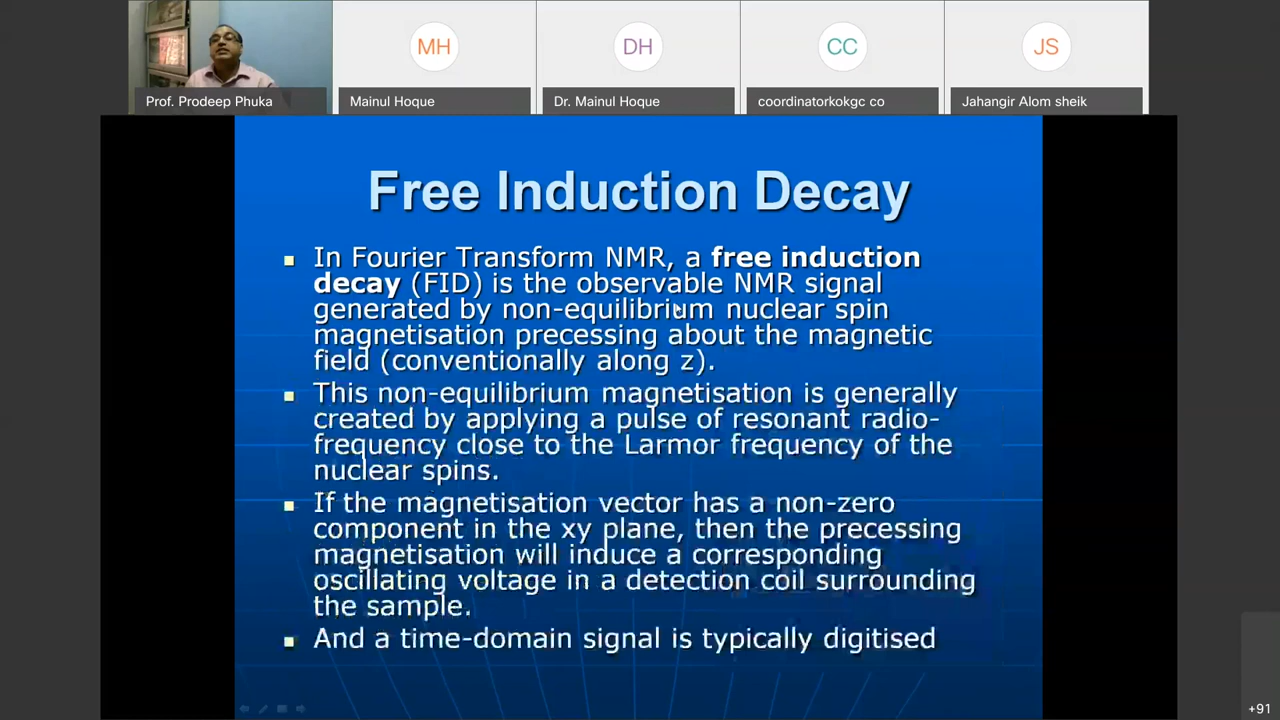 MH
DH
CC
JS
Prof. Prodeep Phuka
Mainul Hoque
Dr. Mainul Hoque
coordinatorkokgc co
Jahangir Alom sheik
Free Induction Decay
In Fourier Transform NMR, a free induction
decay (FID) is the observable NMR signal
generated by non-equilibrium nuclear spin
magnetisation precessing about the magnetic
field (conventionally along z).
This non-equilibrium magnetisation is generally
created by applying a pulse of resonant radio-
frequency close to the Larmor frequency of the
nuclear spins.
If the magnetisation vector has a non-zero
component in the xy plane, then the precessing
magnetisation will induce a corresponding
oscillating voltage in a detection coil surrounding
the sample.
And a time-domain signal is typically digitised
+91